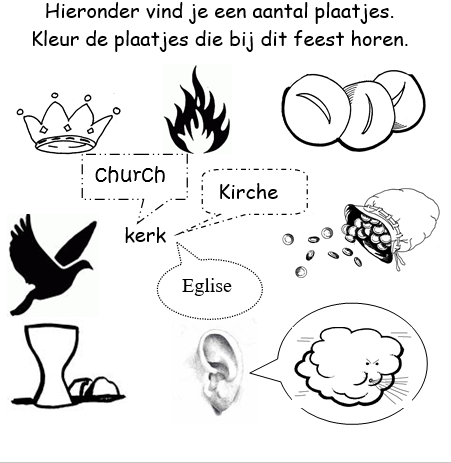 Hieronder vind je een aantal plaatjes.
Kleur de plaatjes die bij dit feest horen.
church
Kirche
kerk
Eglise